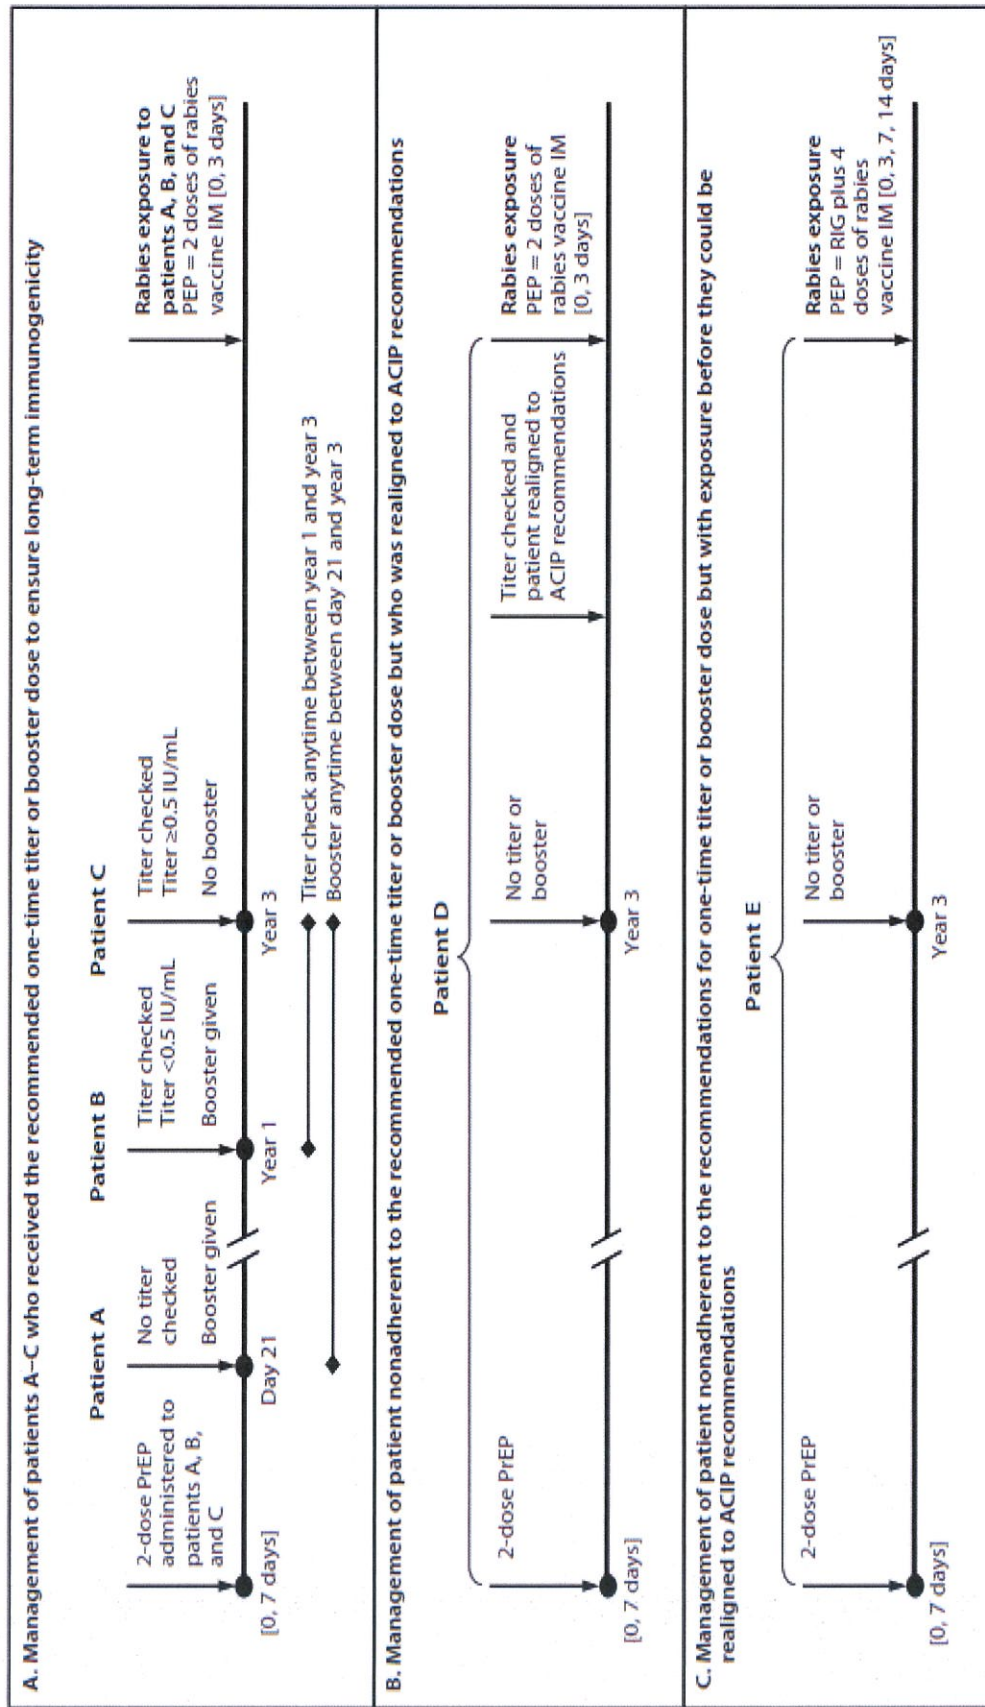 A. Management of patients A–C who received the recommended one-time titer or booster dose to ensure long-term immunogenicity
Patient A
Patient B
Patient C
2-dose PrEP
administered to
patients A, B,
and C
No titer
checked
Booster given
Titer checked
Titer <0.5 IU/mL
Booster given
Titer checked
Titer ≥0.5 IU/mL
No booster
Rabies exposure to
patients A, B, and C
PEP = 2 doses of rabies
vaccine IM [0, 3 days]
[0, 7 days]
Day 21
Year 1
Year 3
Titer check anytime between year 1 and year 3
Booster anytime between day 21 and year 3
B. Management of patient nonadherent to the recommended one-time titer or booster dose but who was realigned to ACIP recommendations
Patient D
2-dose PrEP
No titer or
booster
Titer checked and
patient realigned to
ACIP recommendations
Rabies exposure
PEP = 2 doses of
rabies vaccine IM
[0, 3 days]
[0, 7 days]
Year 3
C. Management of patient nonadherent to the recommendations for one-time titer or booster dose but with exposure before they could be
realigned to ACIP recommendations
Patient E
2-dose PrEP
No titer or
booster
Rabies exposure
PEP = RIG plus 4
doses of rabies
vaccine IM [0, 3, 7, 14 days]
[0, 7 days]
Year 3